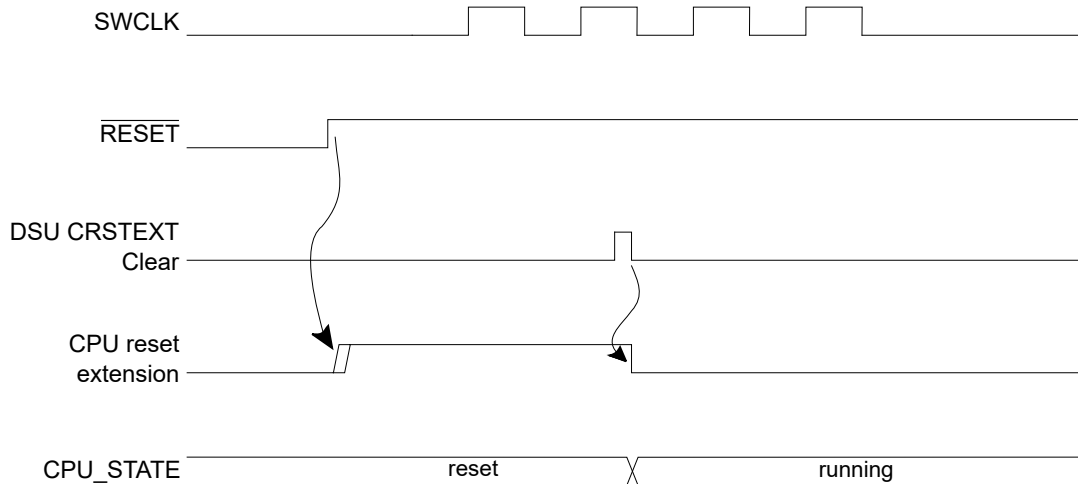 SWCLK
RESET
DSU CRSTEXT
Clear
CPU reset
extension
CPU_STATE reset running